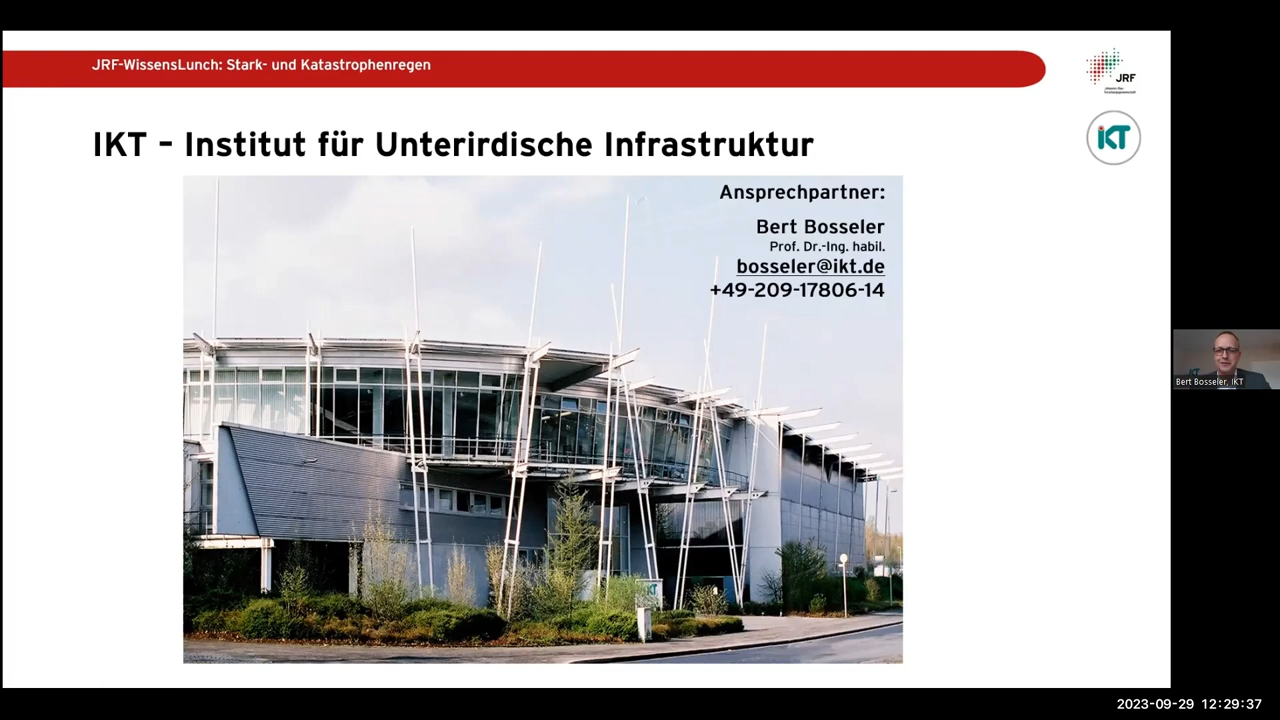 JRF-WissensLunch: Stark- und Katastrophenregen
JRF
IKT – Institut für Unterirdische Infrastruktur
iKT
Ansprechpartner:
Bert Bosseler
Prof. Dr.-Ing. habil.
bosseler@ikt.de
+49-209-17806-14
iKT
Bert Bosseler, IKT
2023-09-29 12:29:37